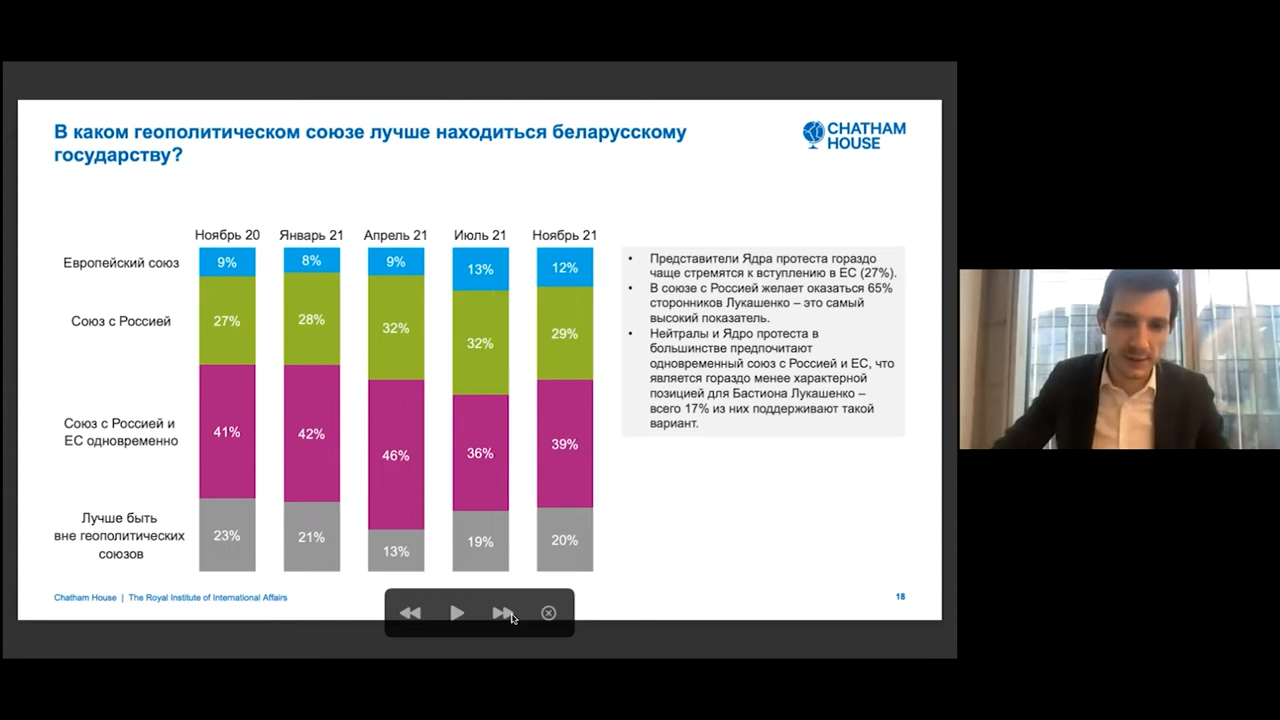 В каком геополитическом союзе лучше находиться беларусскому
государству?
CHATHAM
HOUSE
Ноябрь 20
Январь 21
Апрель 21
Июль 21
Ноябрь 21
Европейский союз
9%
8%
9%
13%
12%
Союз с Россией
27%
28%
32%
32%
29%
Союз с Россией и
ЕС одновременно
41%
42%
46%
36%
39%
Лучше быть
вне геополитических
союзов
23%
21%
13%
19%
20%
• Представители Ядра протеста гораздо
чаще стремятся к вступлению в ЕС (27%).
• В союзе с Россией желает оказаться 65%
сторонников Лукашенко – это самый
высокий показатель.
• Нейтралы и Ядро протеста в
большинстве предпочитают
одновременный союз с Россией и ЕС, что
является гораздо менее характерной
позицией для Бастиона Лукашенко –
всего 17% из них поддерживают такой
вариант.
Chatham House | The Royal Institute of International Affairs
18